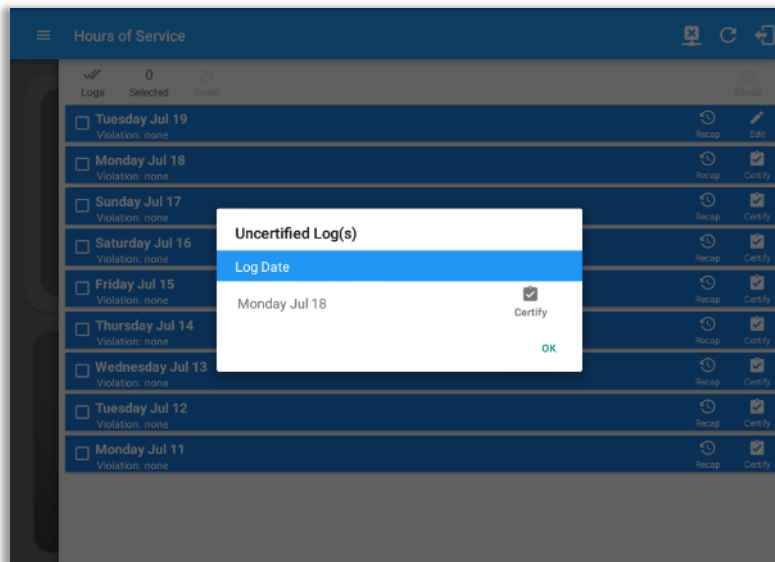 Hours of Service
Logs
0
Selected
Reset
Email
Tuesday Jul 19
Violation: none
Recap
Edit
Monday Jul 18
Violation: none
Recap
Certify
Sunday Jul 17
Violation: none
Recap
Certify
Saturday Jul 16
Violation: none
Recap
Certify
Friday Jul 15
Violation: none
Recap
Certify
Thursday Jul 14
Violation: none
Recap
Certify
Wednesday Jul 13
Violation: none
Recap
Certify
Tuesday Jul 12
Violation: none
Recap
Certify
Monday Jul 11
Violation: none
Recap
Certify
Uncertified Log(s)
Log Date
Monday Jul 18
Certify
OK